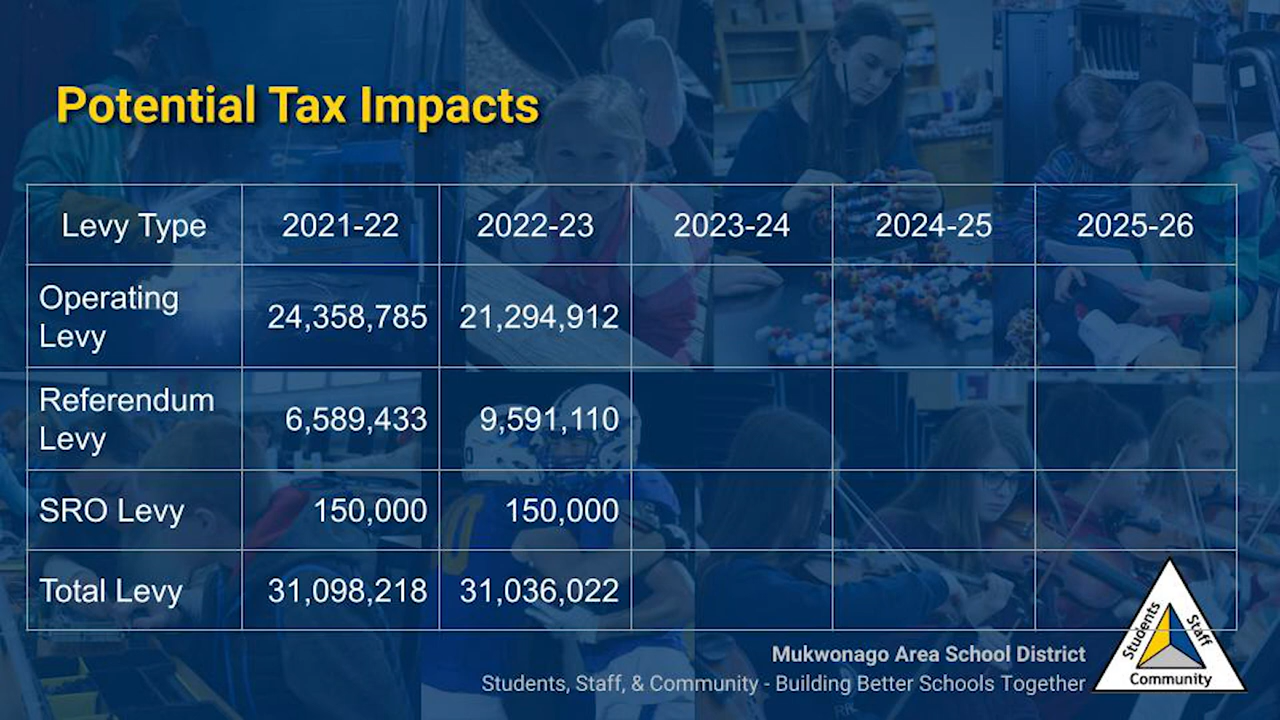 Potential Tax Impacts
Levy Type 2021-22 2022-23 2023-24 2024-25 2025-26
Operating
Levy 24,358,785 21,294,912
Referendum
Levy 6,589,433 9,591,110
SRO Levy 150,000 150,000
Total Levy 31,098,218 31,036,022
Mukwonago Area School District
Students, Staff, & Community - Building Better Schools Together
Students Staff
Community